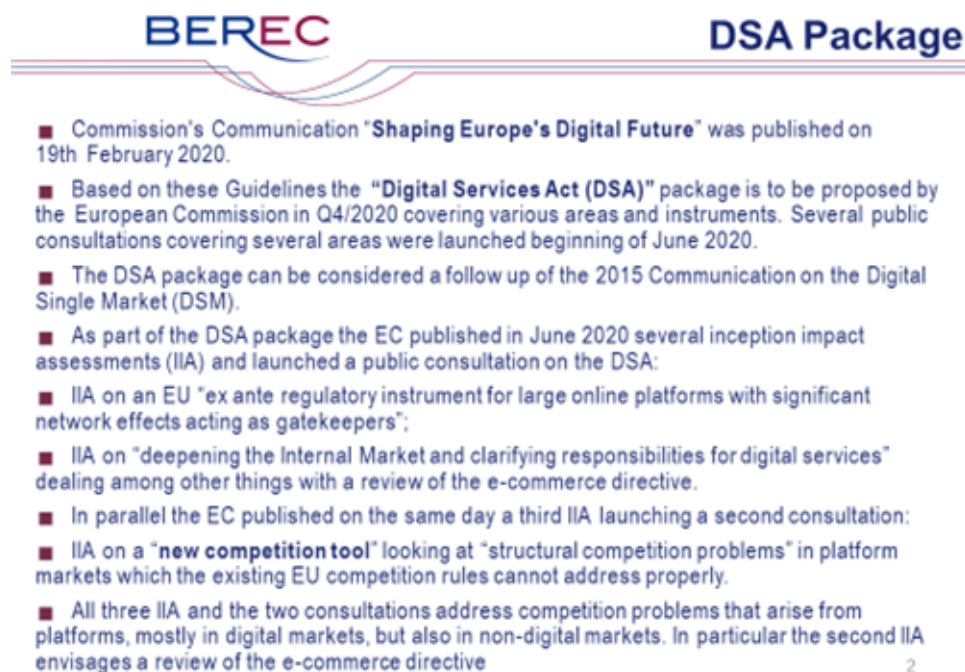 BEREC
DSA Package
■ Commission's Communication "Shaping Europe's Digital Future" was published on
19th February 2020.
■ Based on these Guidelines the “Digital Services Act (DSA)” package is to be proposed by
the European Commission in Q4/2020 covering various areas and instruments. Several public
consultations covering several areas were launched beginning of June 2020.
■ The DSA package can be considered a follow up of the 2015 Communication on the Digital
Single Market (DSM).
■ As part of the DSA package the EC published in June 2020 several inception impact
assessments (IIA) and launched a public consultation on the DSA:
■ IIA on an EU “ex ante regulatory instrument for large online platforms with significant
network effects acting as gatekeepers”;
■ IIA on “deepening the Internal Market and clarifying responsibilities for digital services”
dealing among other things with a review of the e-commerce directive.
■ In parallel the EC published on the same day a third IIA launching a second consultation:
■ IIA on a “new competition tool” looking at “structural competition problems” in platform
markets which the existing EU competition rules cannot address properly.
■ All three IIA and the two consultations address competition problems that arise from
platforms, mostly in digital markets, but also in non-digital markets. In particular the second IIA
envisages a review of the e-commerce directive
2